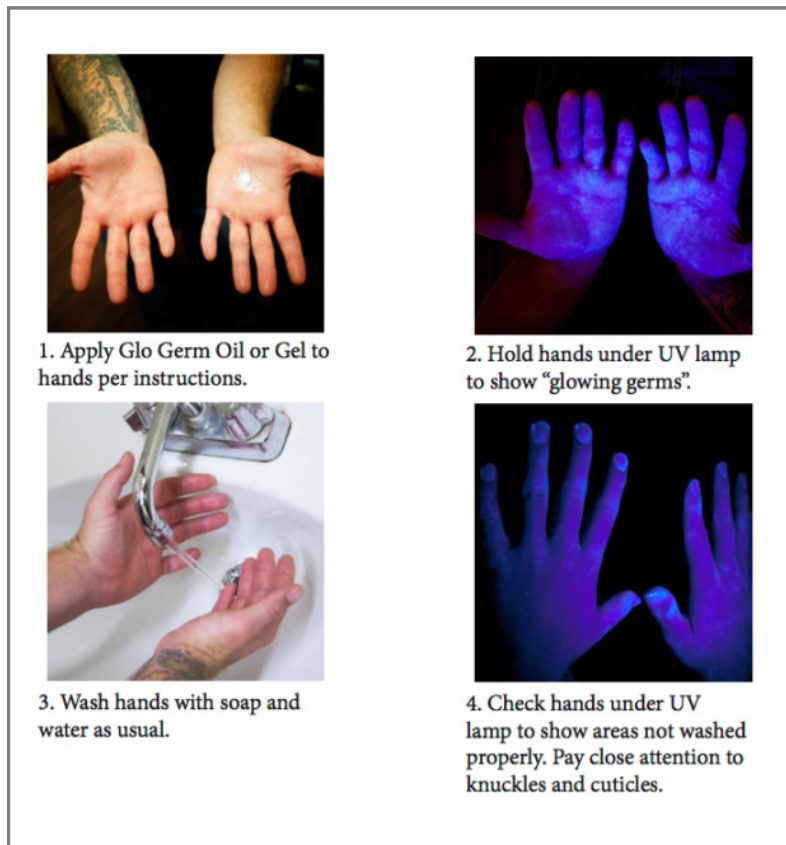 1. Apply Glo Germ Oil or Gel to
hands per instructions.
2. Hold hands under UV lamp
to show “glowing germs”.
3. Wash hands with soap and
water as usual.
4. Check hands under UV
lamp to show areas not washed
properly. Pay close attention to
knuckles and cuticles.